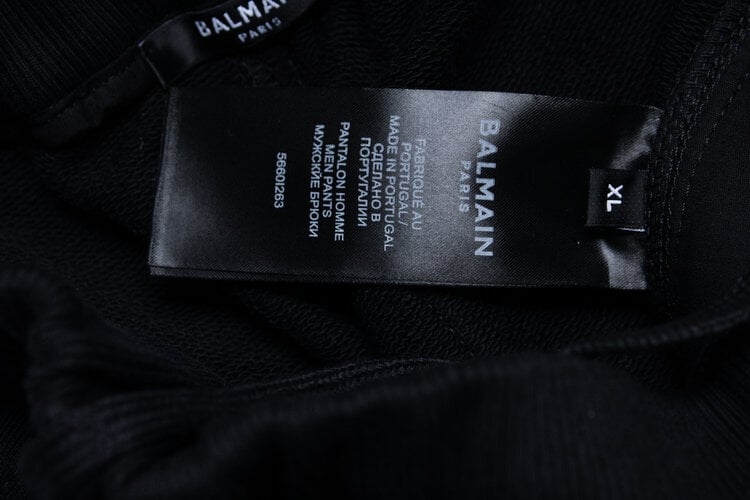 BALMAIN
PARIS
XL
BALMAIN
PARIS
FABRIQUÉ AU
PORTUGAL /
MADE IN PORTUGAL
СДЕЛАНО В
ПОРТУГАЛИИ
PANTALON HOMME
MEN PANTS
МУЖСКИЕ БРЮКИ
56601263